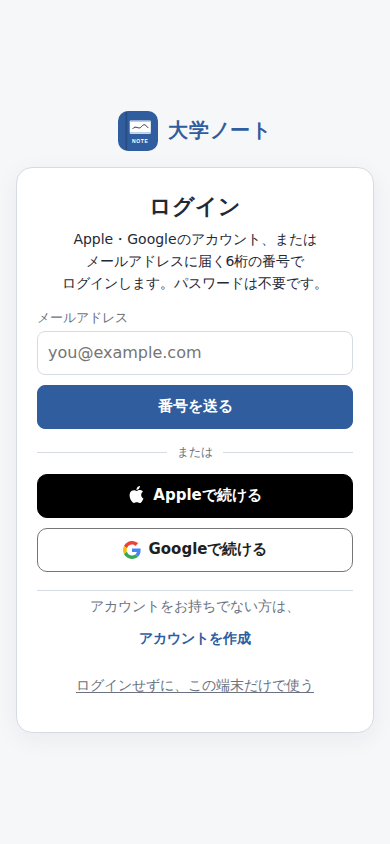 NOTE
大学ノート
ログイン
Apple・Googleのアカウント、または
メールアドレスに届く6桁の番号で
ログインします。パスワードは不要です。
メールアドレス
you@example.com
番号を送る
または
Appleで続ける
Googleで続ける
アカウントをお持ちでない方は、
アカウントを作成
ログインせずに、この端末だけで使う